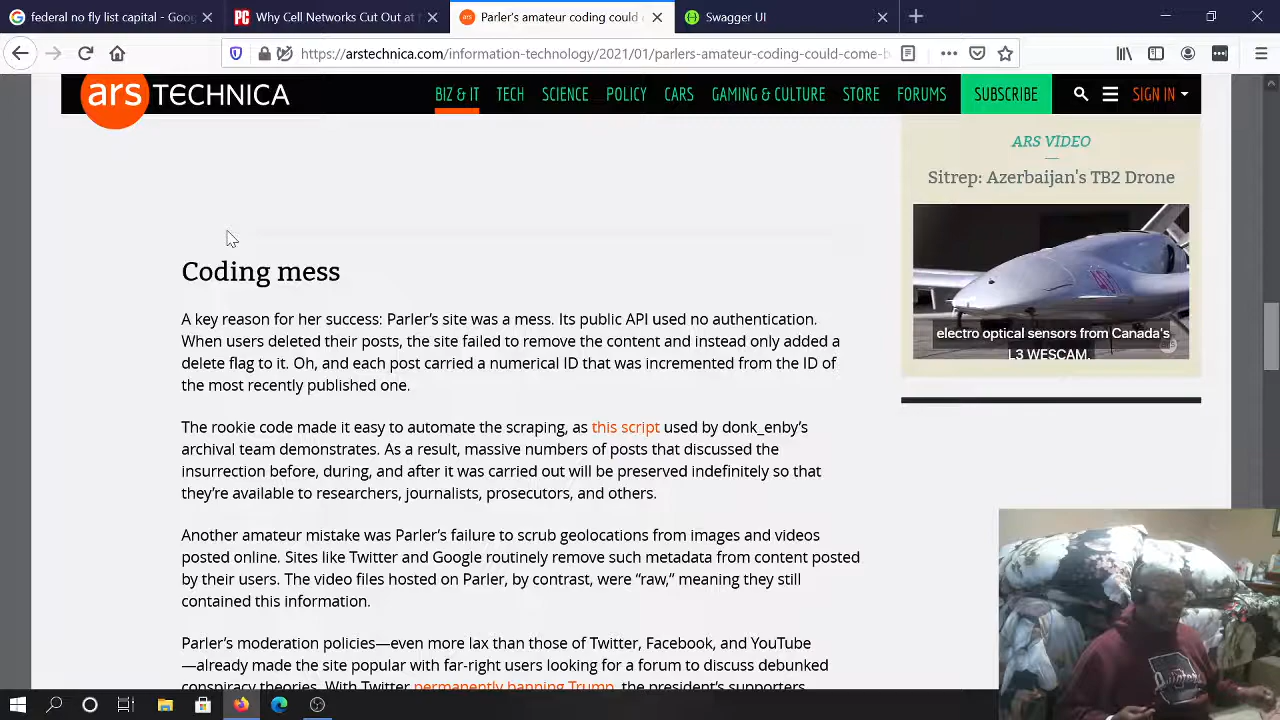 federal no fly list capital - Goo
Why Cell Networks Cut Out at
Parler's amateur coding could
Swagger UI
https://arstechnica.com/information-technology/2021/01/parlers-amateur-coding-could-come-b
ars TECHNICA
BIZ & IT TECH SCIENCE POLICY CARS GAMING & CULTURE STORE FORUMS SUBSCRIBE SIGN IN
ARS VIDEO
Sitrep: Azerbaijan's TB2 Drone
electro optical sensors from Canada's
L3 WESCAM.
Coding mess
A key reason for her success: Parler’s site was a mess. Its public API used no authentication.
When users deleted their posts, the site failed to remove the content and instead only added a
delete flag to it. Oh, and each post carried a numerical ID that was incremented from the ID of
the most recently published one.
The rookie code made it easy to automate the scraping, as this script used by donk_enby’s
archival team demonstrates. As a result, massive numbers of posts that discussed the
insurrection before, during, and after it was carried out will be preserved indefinitely so that
they’re available to researchers, journalists, prosecutors, and others.
Another amateur mistake was Parler’s failure to scrub geolocations from images and videos
posted online. Sites like Twitter and Google routinely remove such metadata from content posted
by their users. The video files hosted on Parler, by contrast, were “raw,” meaning they still
contained this information.
Parler’s moderation policies—even more lax than those of Twitter, Facebook, and YouTube
—already made the site popular with far-right users looking for a forum to discuss debunked
conspiracy theories. With Twitter permanently banning Trump, the president’s supporters